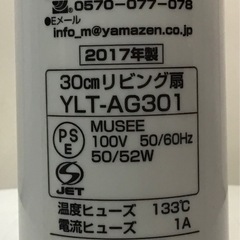 0570-077-078
●Eメール
info_m@yamazen.co.jp
2017年製
30cmリビング扇
YLT-AG301
PS
E
MUSEE
100V 50/60Hz
50/52W
JET
温度ヒューズ 133℃
電流ヒューズ 1A